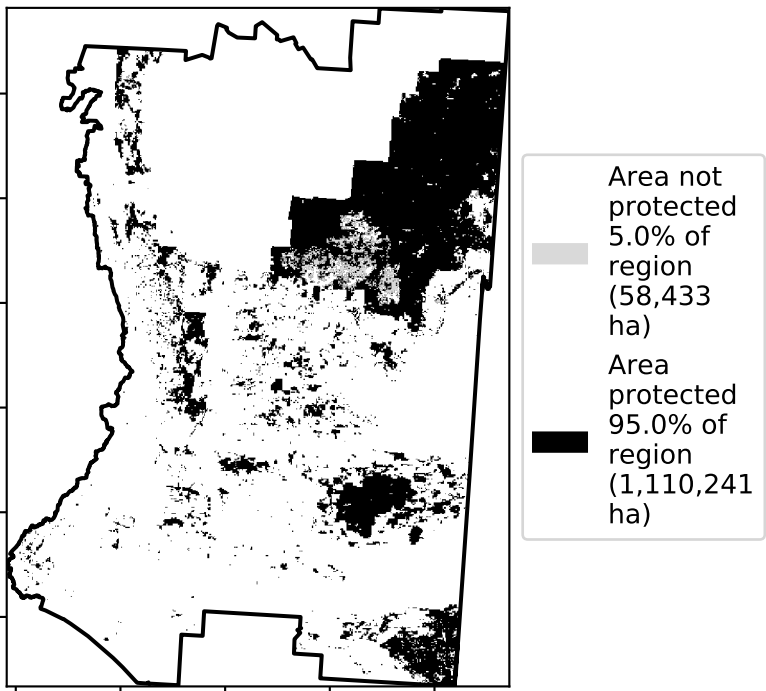 Area not
protected
5.0% of
region
(58,433
ha)
Area
protected
95.0% of
region
(1,110,241
ha)